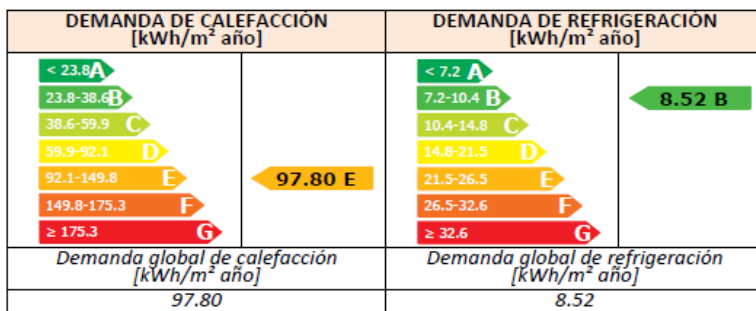 DEMANDA DE CALEFACCIÓN
[kWh/m² año]
< 23.8 A
23.8-38.6 B
38.6-59.9 C
59.9-92.1 D
92.1-149.8 E
149.8-175.3 F
≥ 175.3 G
97.80 E
Demanda global de calefacción
[kWh/m² año]
97.80
DEMANDA DE REFRIGERACIÓN
[kWh/m² año]
< 7.2 A
7.2-10.4 B
10.4-14.8 C
14.8-21.5 D
21.5-26.5 E
26.5-32.6 F
≥ 32.6 G
8.52 B
Demanda global de refrigeración
[kWh/m² año]
8.52